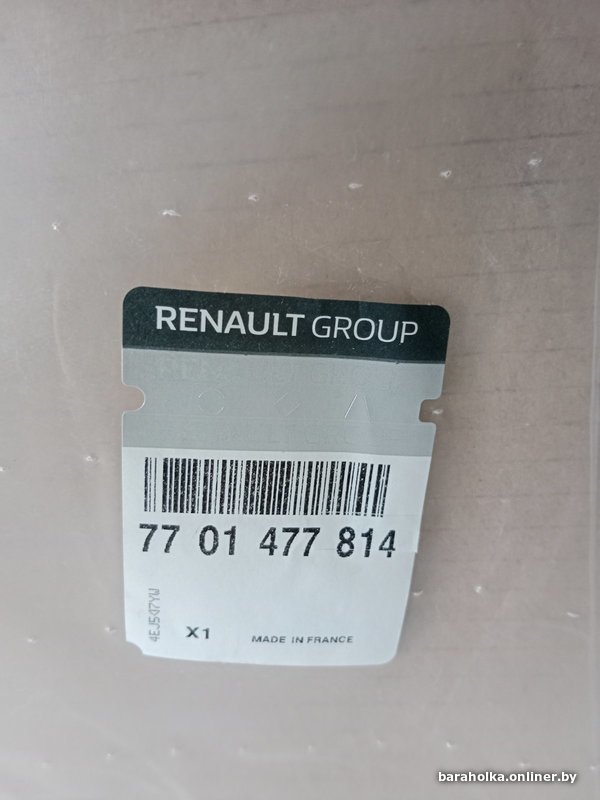 RENAULT GROUP
77 01 477 814
X1
MADE IN FRANCE
baraholka.onliner.by